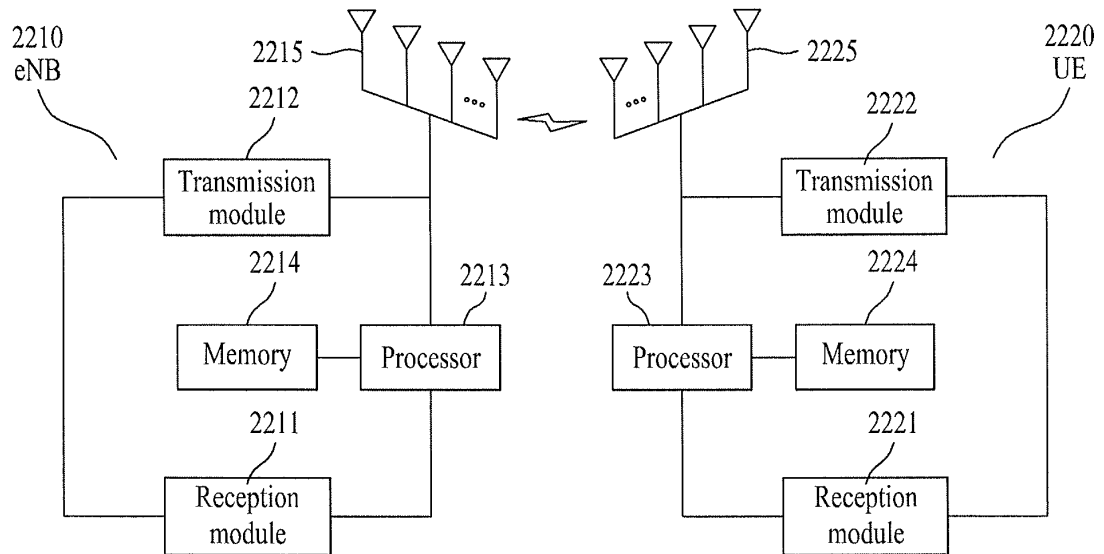 2210
eNB
2215
2225
2220
UE
2212
2222
Transmission
module
Transmission
module
2214
2213
2223
2224
Memory
Processor
Processor
Memory
2211
2221
Reception
module
Reception
module